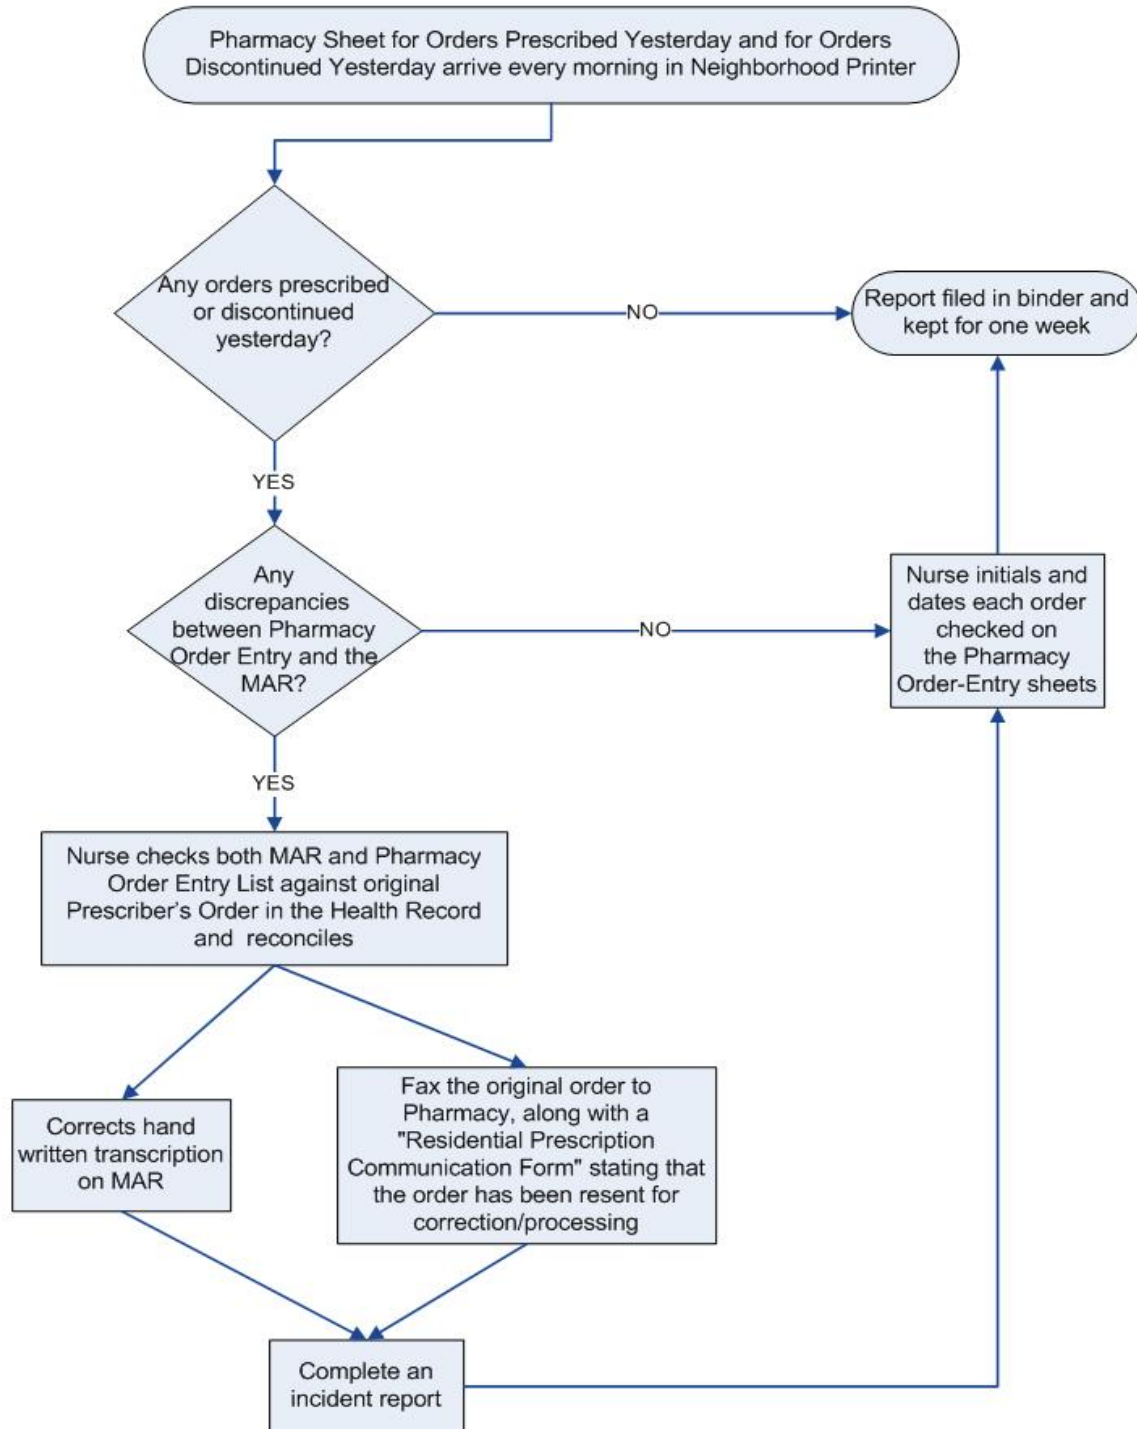 Pharmacy Sheet for Orders Prescribed Yesterday and for Orders
Discontinued Yesterday arrive every morning in Neighborhood Printer
Any orders prescribed
or discontinued
yesterday?
NO
Report filed in binder and
kept for one week
YES
Any
discrepancies
between Pharmacy
Order Entry and the
MAR?
NO
Nurse initials and
dates each order
checked on
the Pharmacy
Order-Entry sheets
YES
Nurse checks both MAR and Pharmacy
Order Entry List against original
Prescriber's Order in the Health Record
and reconciles
Corrects hand
written transcription
on MAR
Fax the original order to
Pharmacy, along with a
"Residential Prescription
Communication Form" stating that
the order has been resent for
correction/processing
Complete an
incident report